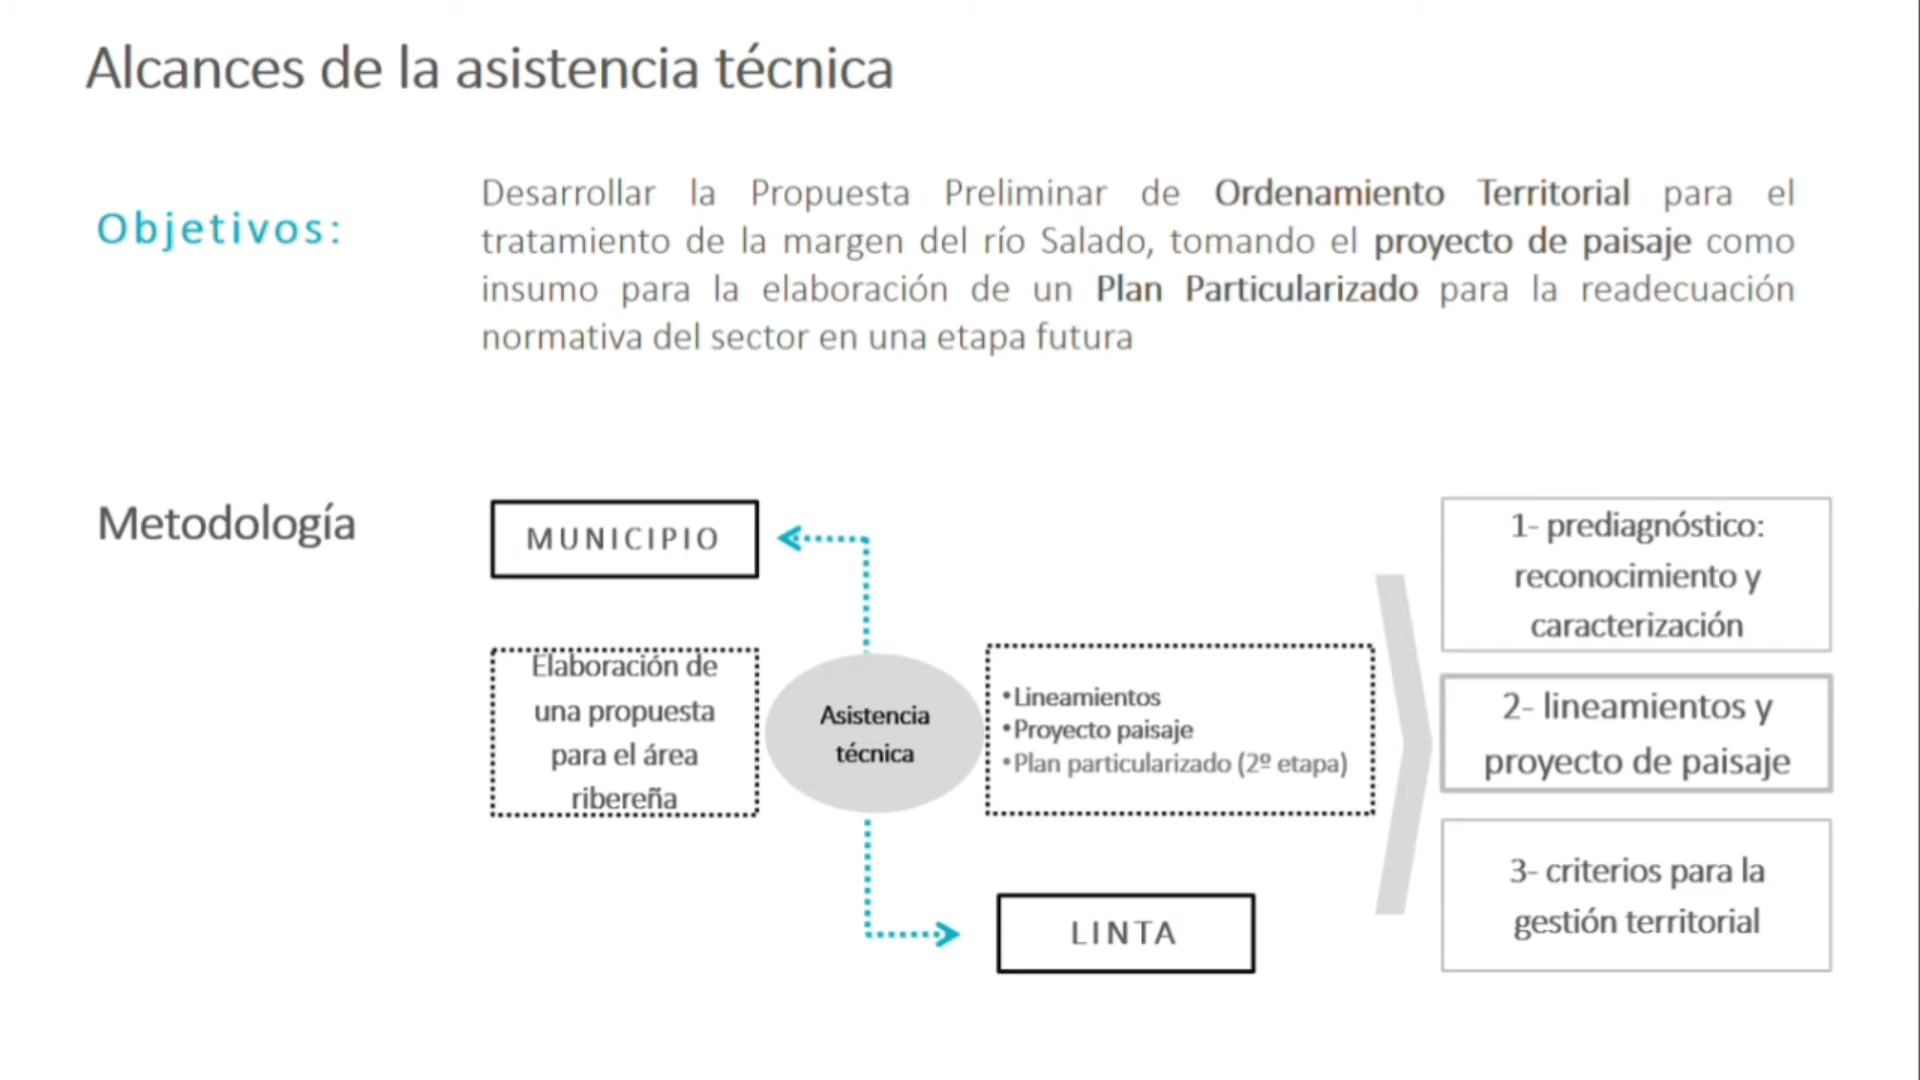 Alcances de la asistencia técnica
Objetivos:
Desarrollar la Propuesta Preliminar de Ordenamiento Territorial para el
tratamiento de la margen del río Salado, tomando el proyecto de paisaje como
insumo para la elaboración de un Plan Particularizado para la readecuación
normativa del sector en una etapa futura
Metodología
MUNICIPIO
Elaboración de
una propuesta
para el área
ribereña
Asistencia
técnica
•Lineamientos
•Proyecto paisaje
•Plan particularizado (2º etapa)
LINTA
1- prediagnóstico:
reconocimiento y
caracterización
2- lineamientos y
proyecto de paisaje
3- criterios para la
gestión territorial